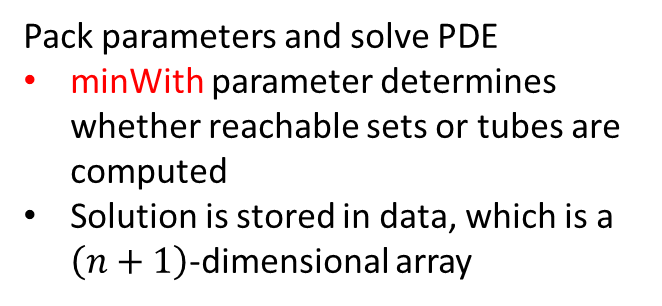 Pack parameters and solve PDE
• minWith parameter determines
whether reachable sets or tubes are
computed
• Solution is stored in data, which is a
(n + 1)-dimensional array